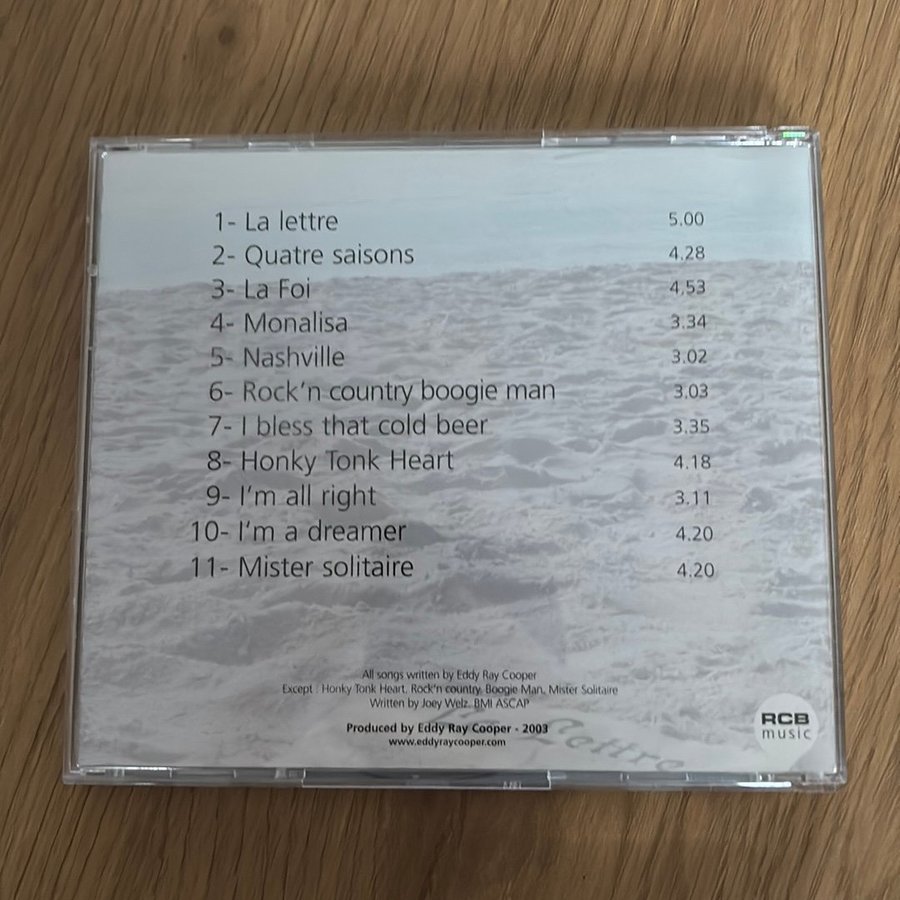 1- La lettre 5.00
2- Quatre saisons 4.28
3- La Foi 4.53
4- Monalisa 3.34
5- Nashville 3.02
6- Rock'n country boogie man 3.03
7- I bless that cold beer 3.35
8- Honky Tonk Heart 4.18
9- I'm all right 3.11
10- I'm a dreamer 4.20
11- Mister solitaire 4.20
All songs written by Eddy Ray Cooper
Except : Honky Tonk Heart, Rock'n country, Boogie Man, Mister Solitaire
Written by Joey Welz. BMI ASCAP
Produced by Eddy Ray Cooper - 2003
www.eddyraycooper.com
La lettre
RCB
music